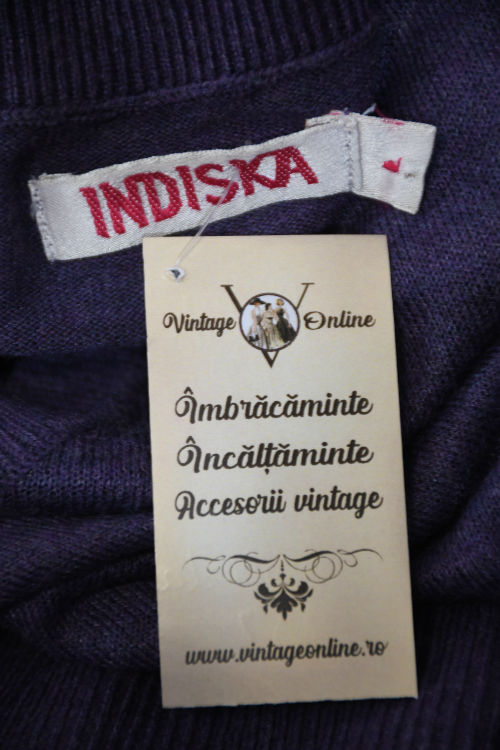 INDISKA
L
Vintage V Online
Îmbrăcăminte
Încălțăminte
Accesorii vintage
www.vintageonline.ro